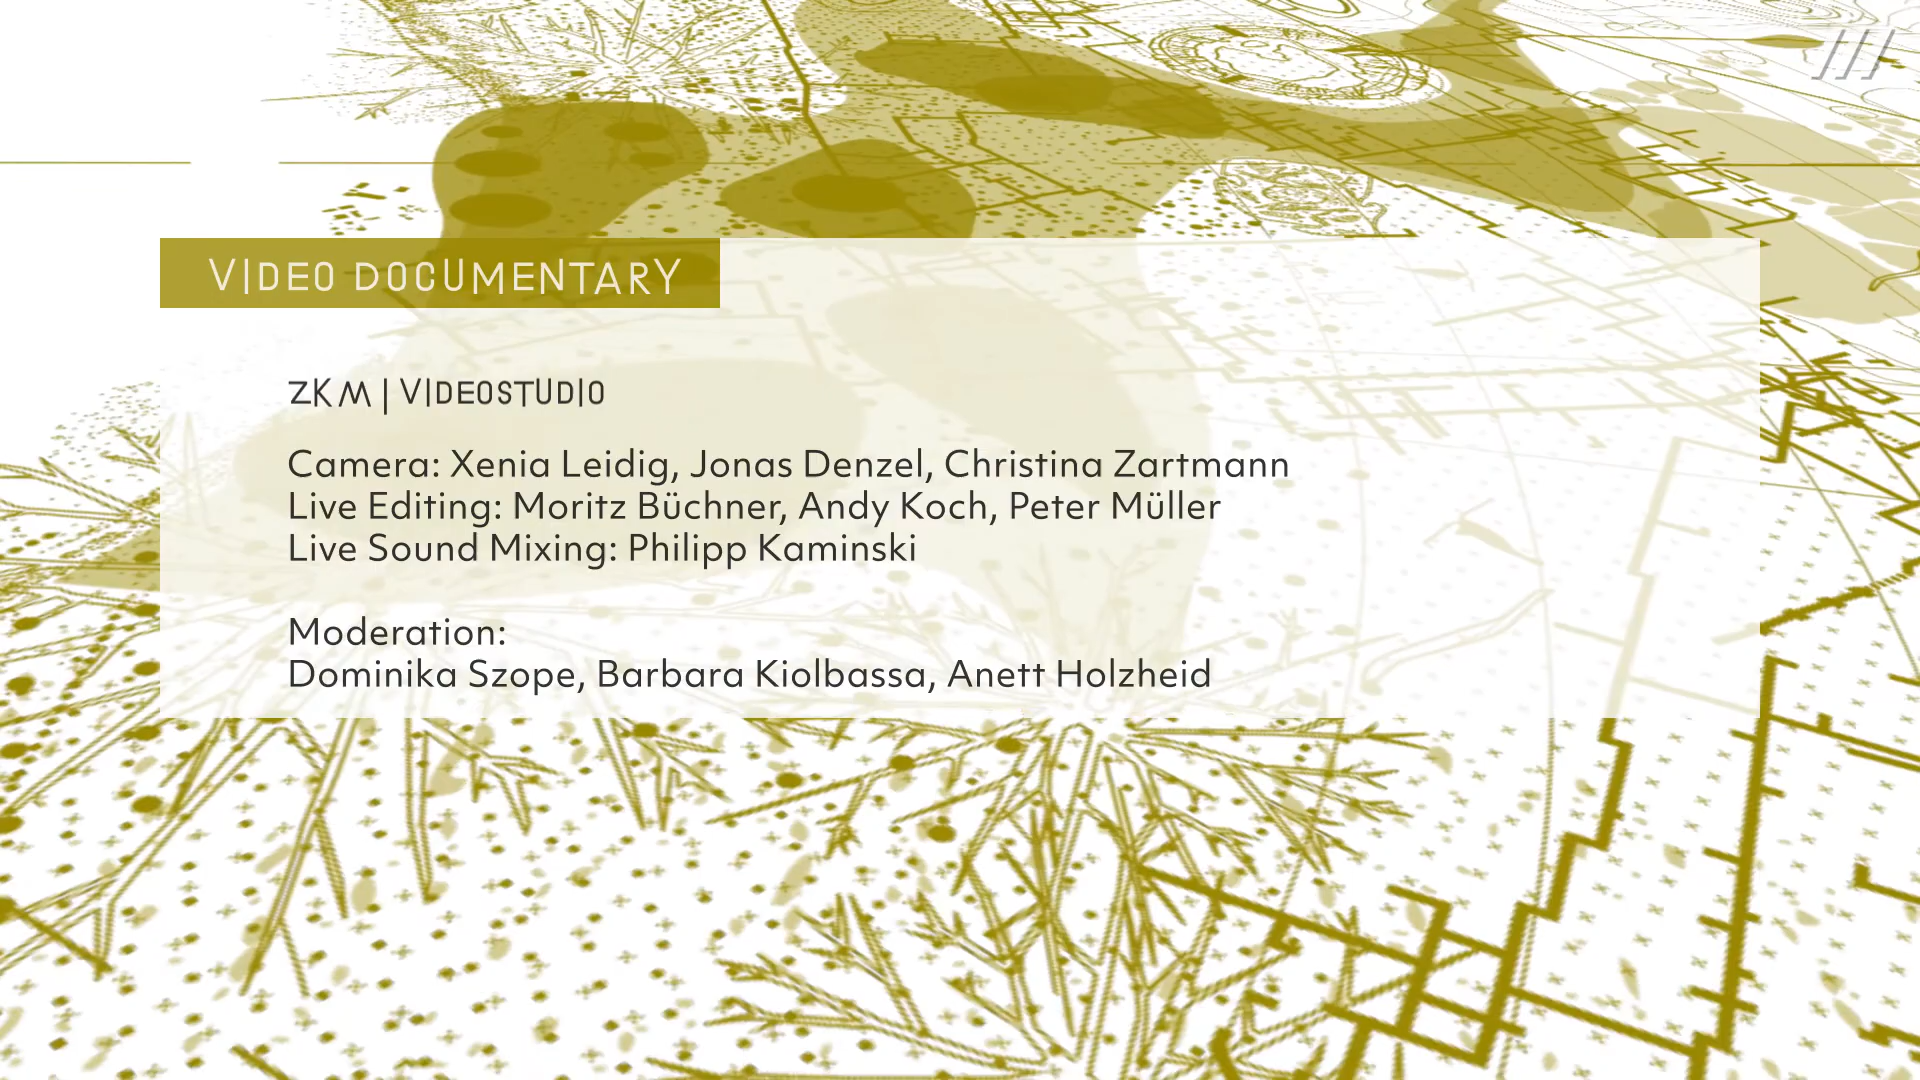 VIDEO DOCUMENTARY
ZKM | VIDEOSTUDIO
Camera: Xenia Leidig, Jonas Denzel, Christina Zartmann
Live Editing: Moritz Büchner, Andy Koch, Peter Müller
Live Sound Mixing: Philipp Kaminski
Moderation:
Dominika Szope, Barbara Kiolbassa, Anett Holzheid